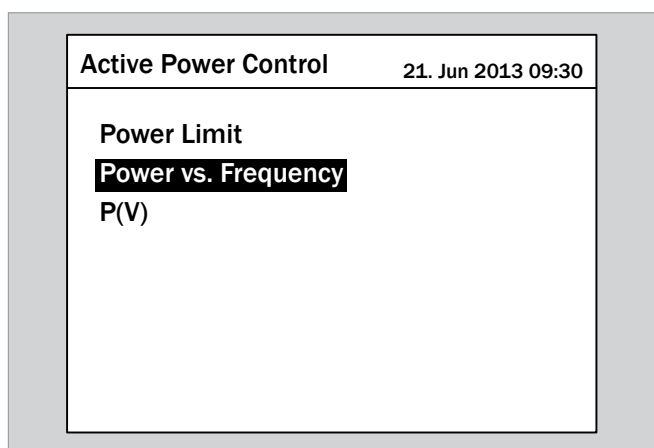 Active Power Control 21. Jun 2013 09:30
Power Limit
Power vs. Frequency
P(V)